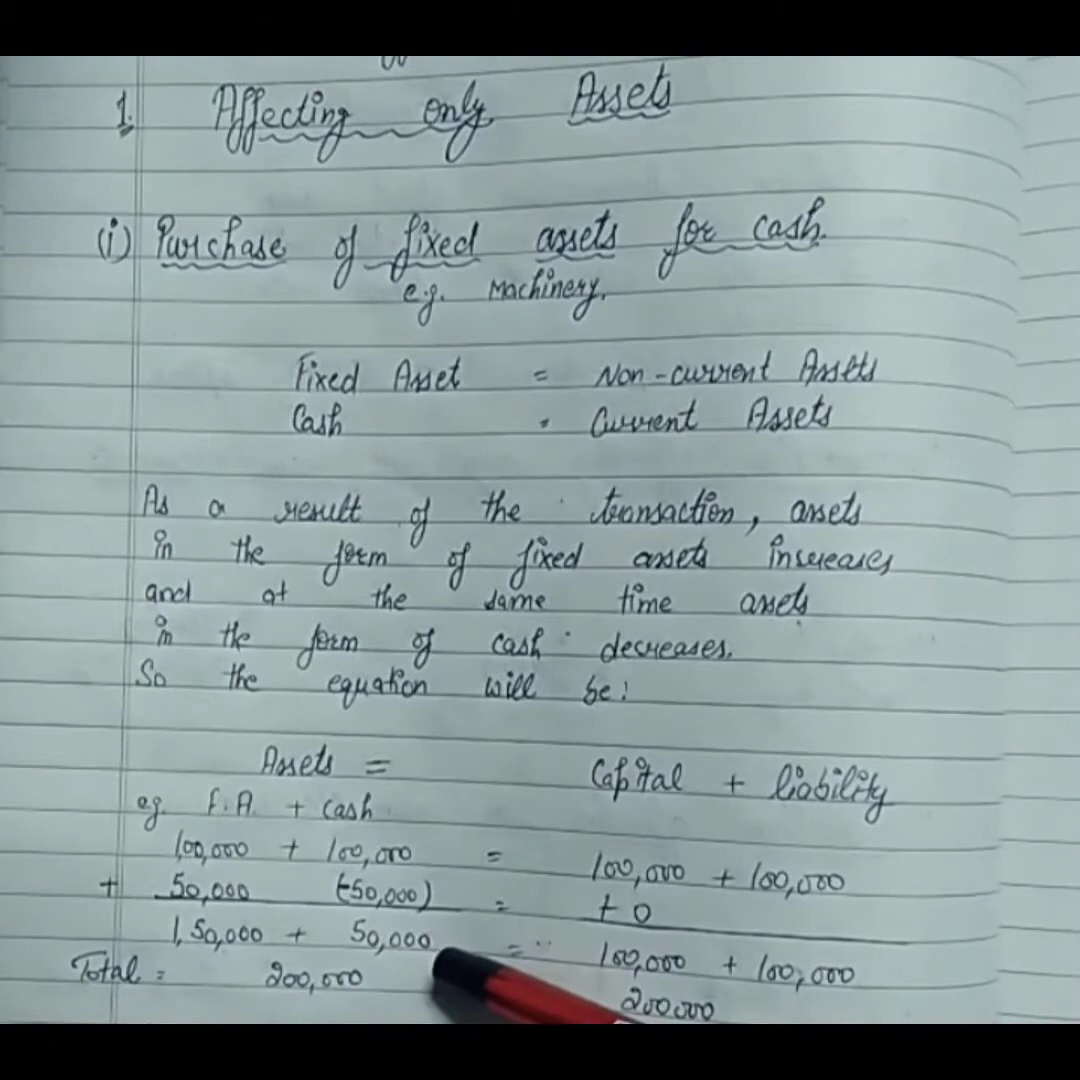 1. Affecting only Assets
(i) Purchase of fixed assets for cash.
e.g. Machinery.
Fixed Asset = Non-current Assets
Cash = Current Assets
As a result of the transaction, assets
in the form of fixed assets increases
and at the same time assets
in the form of cash decreases.
So the equation will be:
Assets = Capital + liability
eg. F.A. + cash
1,00,000 + 100,000 = 100,000 + 100,000
+ 50,000 (-50,000) = + 0
1,50,000 + 50,000 = 100,000 + 100,000
Total = 200,000 200000